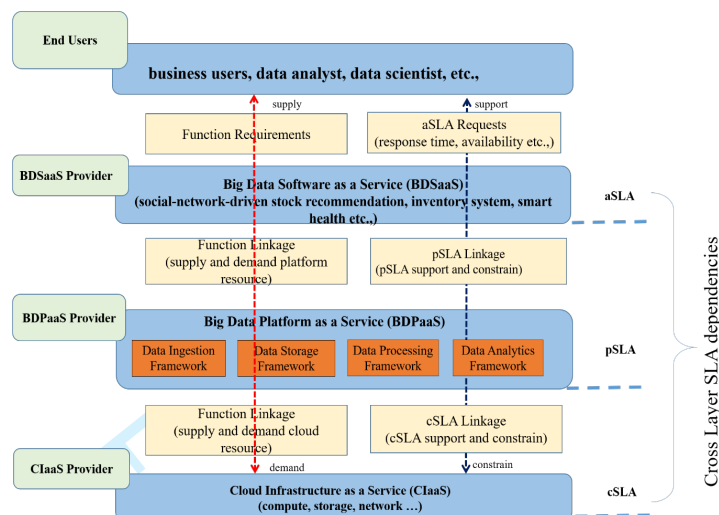 End Users
business users, data analyst, data scientist, etc.,
supply
support
Function Requirements
aSLA Requests
(response time, availability etc.,)
BDSaaS Provider
Big Data Software as a Service (BDSaaS)
(social-network-driven stock recommendation, inventory system, smart
health etc.,)
aSLA
Function Linkage
(supply and demand platform
resource)
pSLA Linkage
(pSLA support and constrain)
BDPaaS Provider
Big Data Platform as a Service (BDPaaS)
Data Ingestion
Framework
Data Storage
Framework
Data Processing
Framework
Data Analytics
Framework
pSLA
Function Linkage
(supply and demand cloud
resource)
cSLA Linkage
(cSLA support and constrain)
demand
constrain
CIaaS Provider
Cloud Infrastructure as a Service (CIaaS)
(compute, storage, network …)
cSLA
Cross Layer SLA dependencies